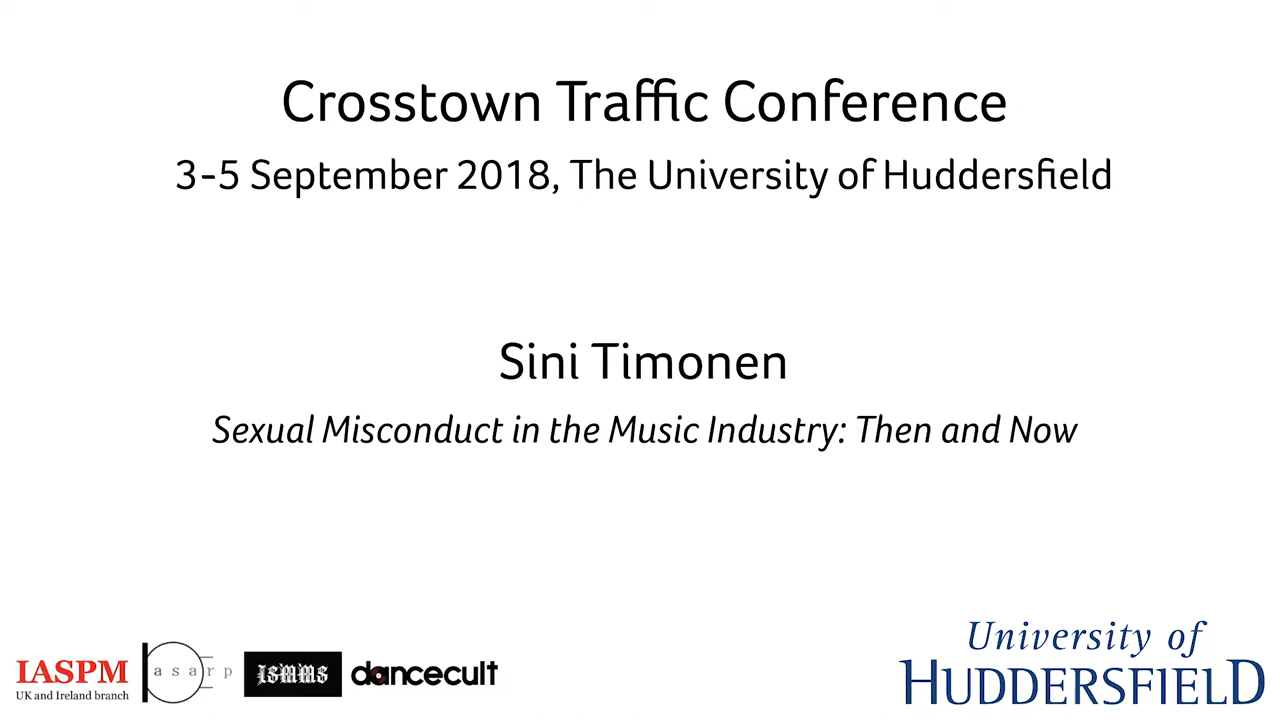 Crosstown Traffic Conference
3-5 September 2018, The University of Huddersfield
Sini Timonen
Sexual Misconduct in the Music Industry: Then and Now
IASPM
UK and Ireland branch
asarp
ISMMS
dancecult
University of
HUDDERSFIELD